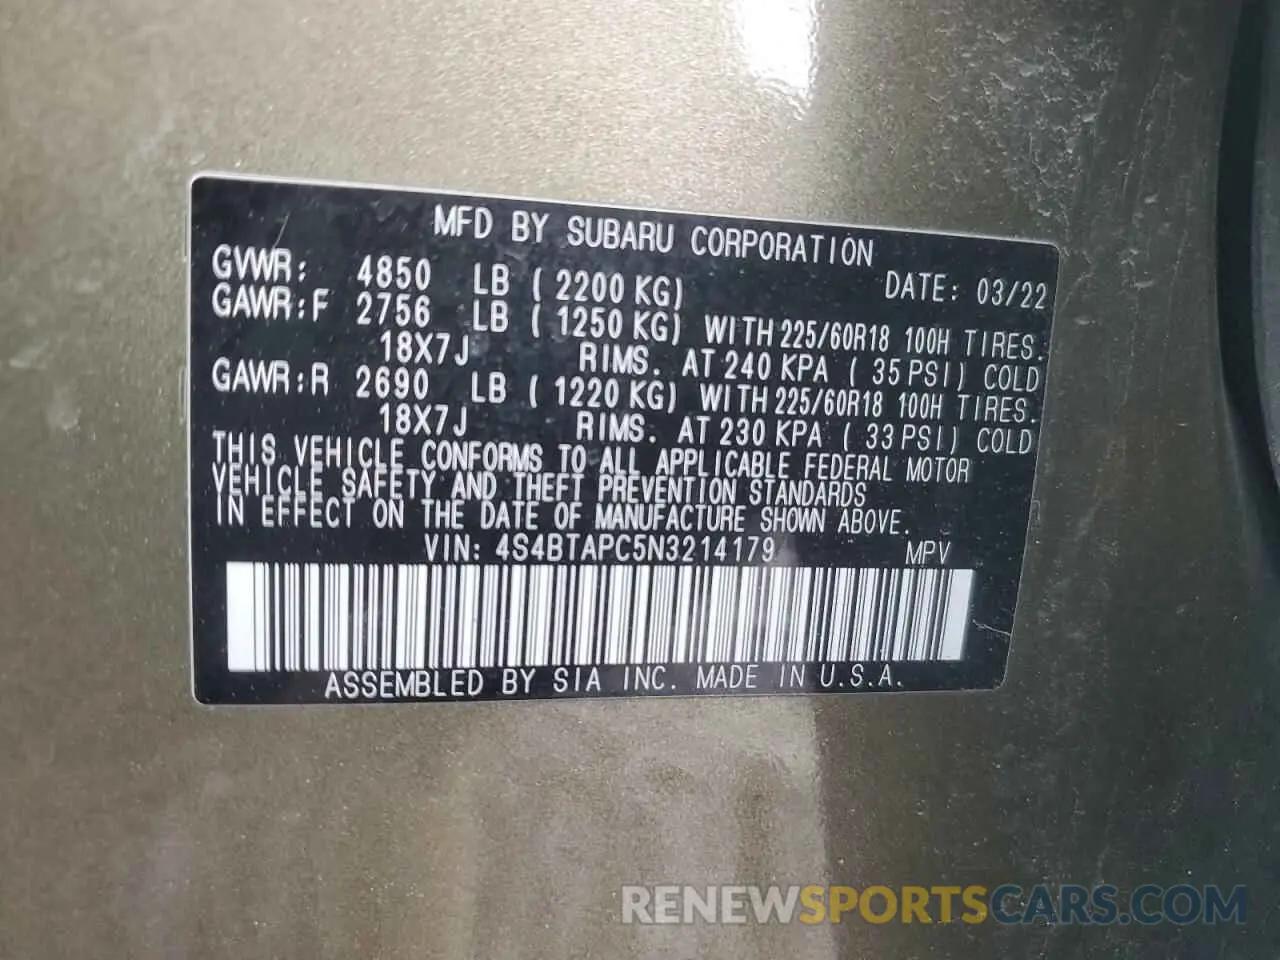 MFD BY SUBARU CORPORATION
GVWR: 4850 LB ( 2200 KG) DATE: 03/22
GAWR:F 2756 LB ( 1250 KG) WITH 225/60R18 100H TIRES.
18X7J RIMS. AT 240 KPA ( 35 PSI) COLD
GAWR:R 2690 LB ( 1220 KG) WITH 225/60R18 100H TIRES.
18X7J RIMS. AT 230 KPA ( 33 PSI) COLD
THIS VEHICLE CONFORMS TO ALL APPLICABLE FEDERAL MOTOR
VEHICLE SAFETY AND THEFT PREVENTION STANDARDS
IN EFFECT ON THE DATE OF MANUFACTURE SHOWN ABOVE.
VIN: 4S4BTAPC5N3214179 MPV
ASSEMBLED BY SIA INC. MADE IN U.S.A.
RENEWSPORTSCARS.COM